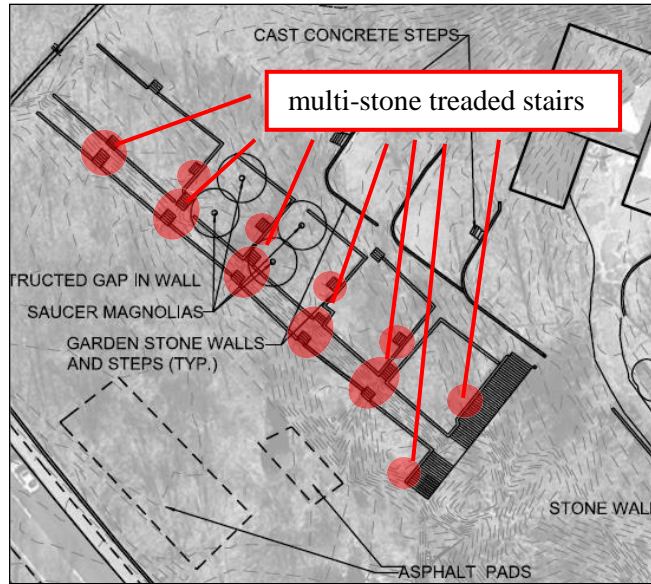 CAST CONCRETE STEPS
multi-stone treaded stairs
TRUCTED GAP IN WALL
SAUCER MAGNOLIAS
GARDEN STONE WALLS
AND STEPS (TYP.)
STONE WALL
ASPHALT PADS